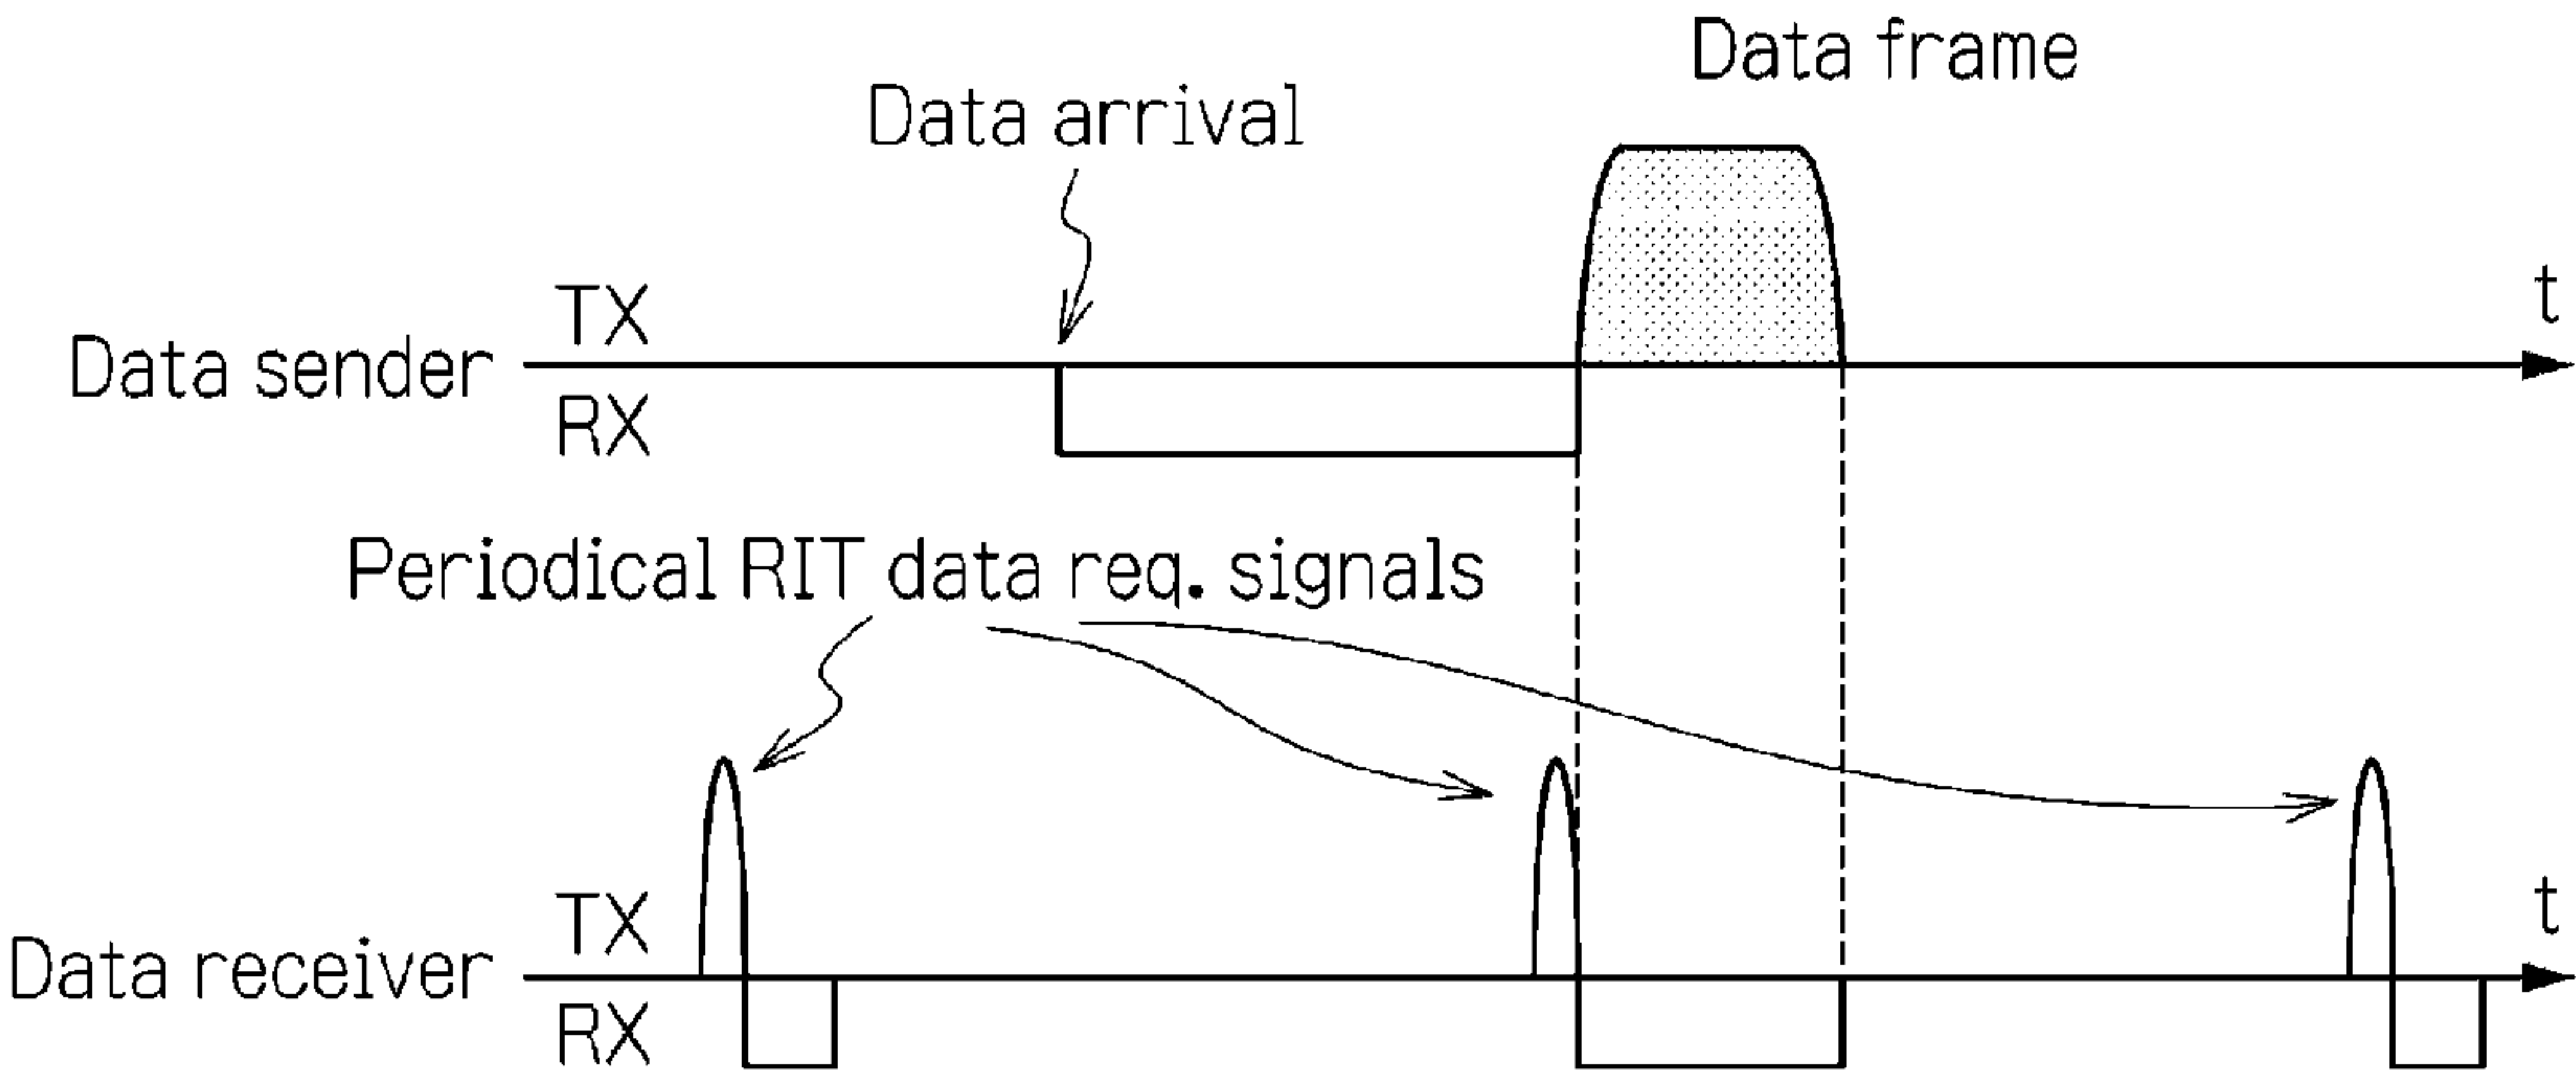 Data frame
Data arrival
TX
t
Data sender
RX
Periodical RIT data req. signals
TX
t
Data receiver
RX